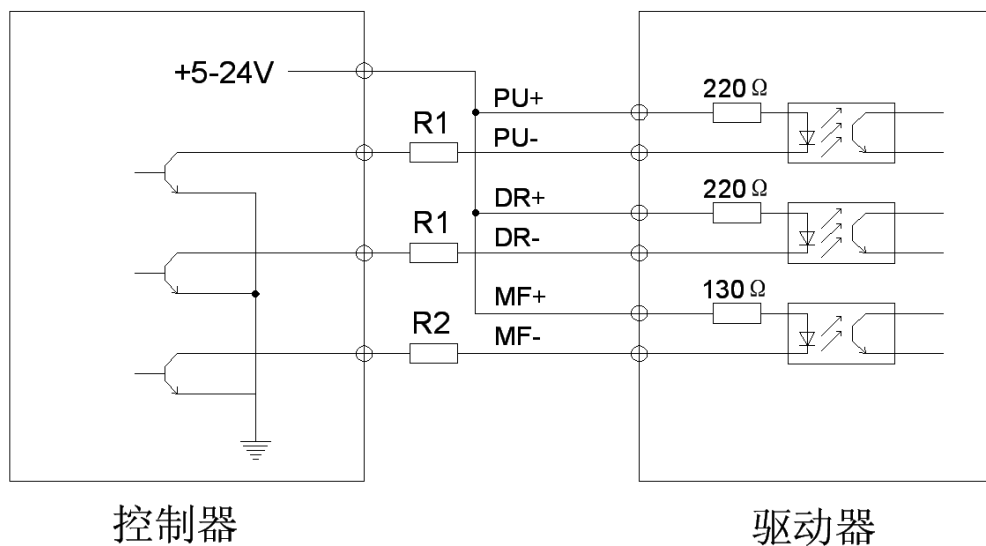 +5-24V
PU+
220Ω
R1
PU-
DR+
220Ω
R1
DR-
MF+
130Ω
R2
MF-
控制器
驱动器